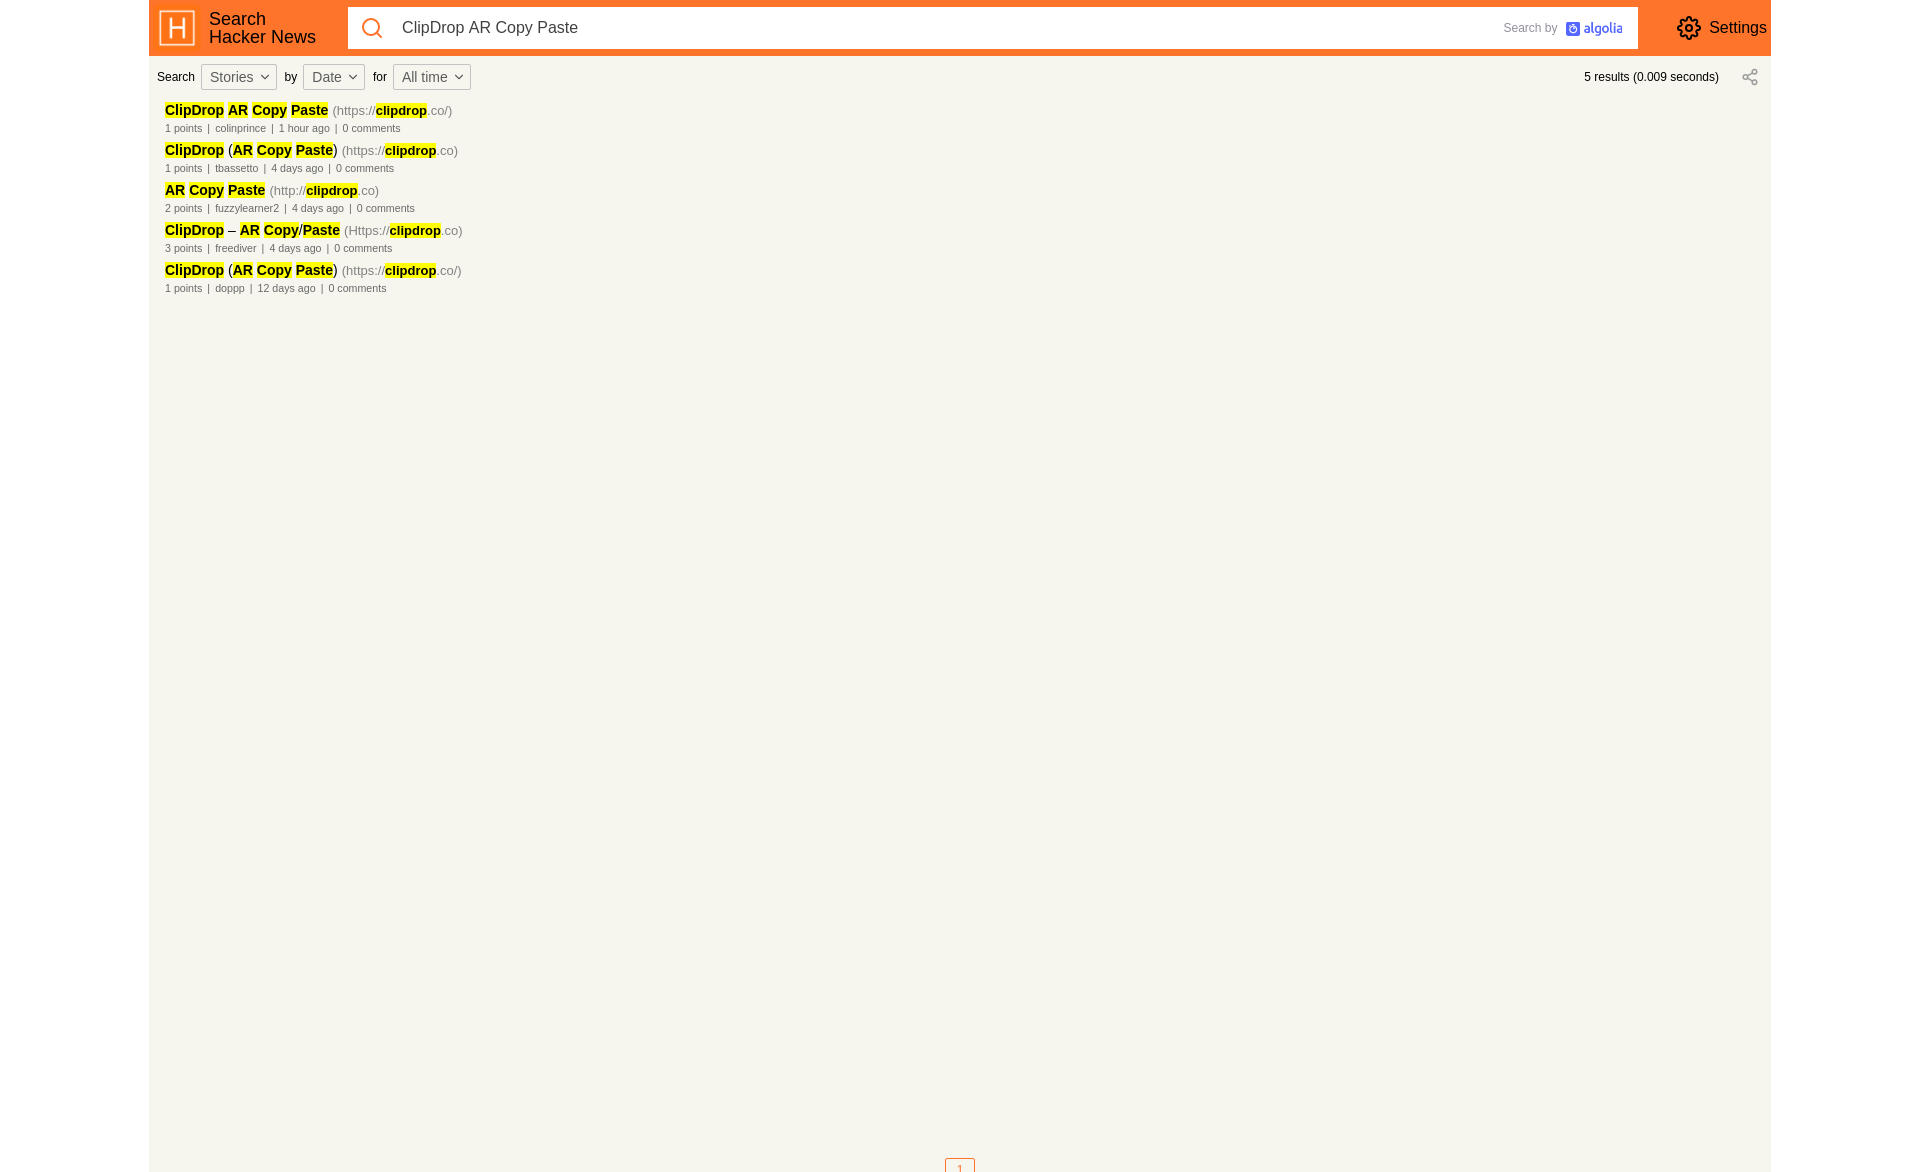 Search
Hacker News
ClipDrop AR Copy Paste
Search by algolia
Settings
Search Stories by Date for All time
5 results (0.009 seconds)
ClipDrop AR Copy Paste (https://clipdrop.co/)
1 points | colinprince | 1 hour ago | 0 comments
ClipDrop (AR Copy Paste) (https://clipdrop.co)
1 points | tbassetto | 4 days ago | 0 comments
AR Copy Paste (http://clipdrop.co)
2 points | fuzzylearner2 | 4 days ago | 0 comments
ClipDrop – AR Copy/Paste (Https://clipdrop.co)
3 points | freediver | 4 days ago | 0 comments
ClipDrop (AR Copy Paste) (https://clipdrop.co/)
1 points | doppp | 12 days ago | 0 comments
1